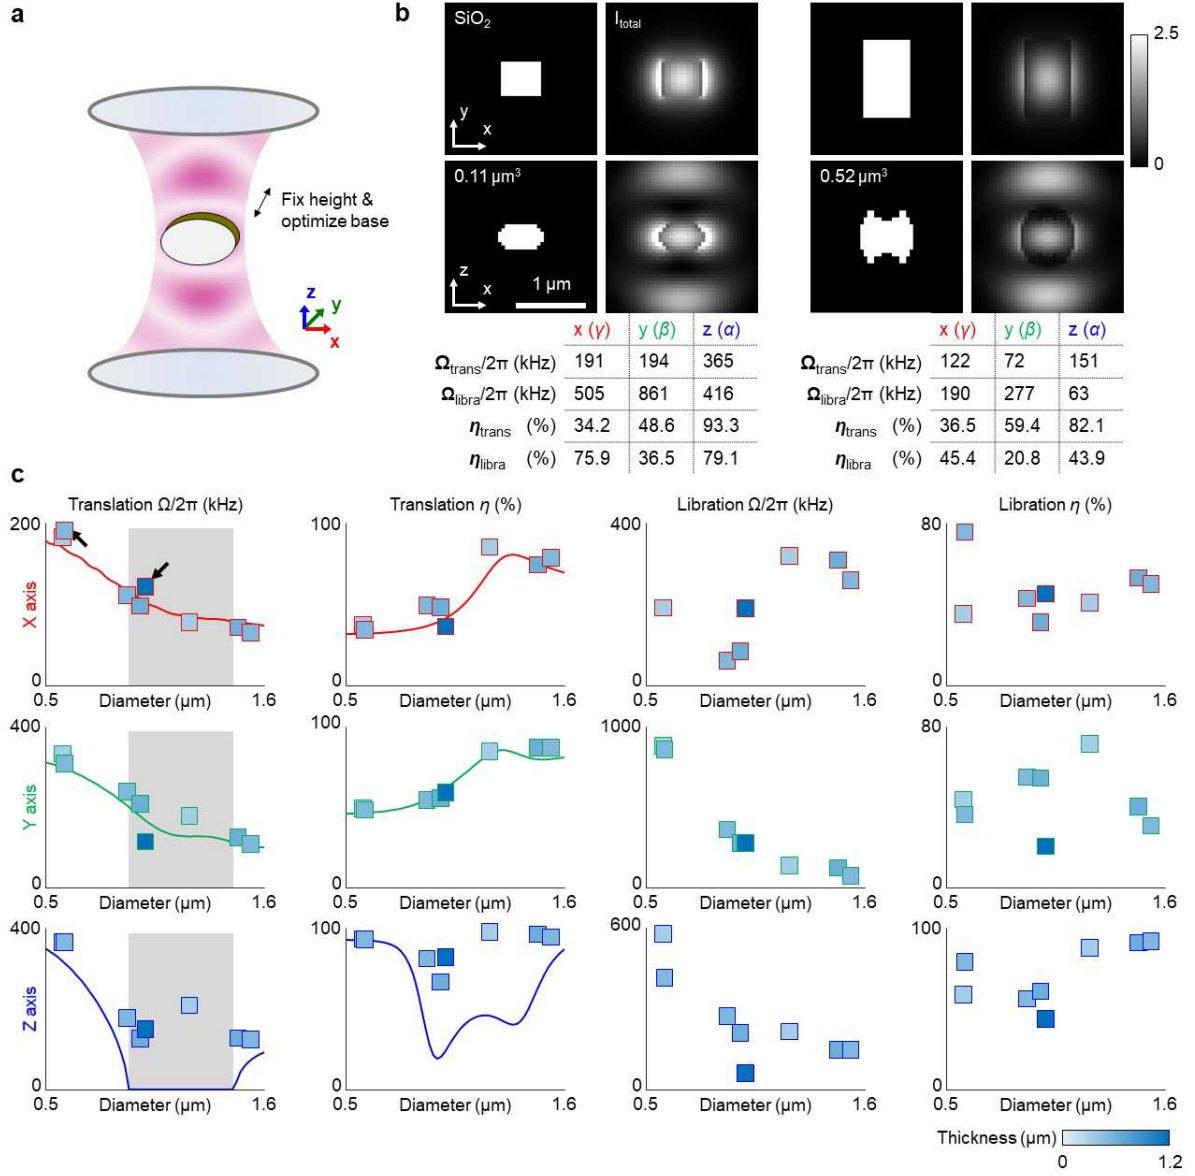 a
Fix height &
optimize base
z
y
x
b
SiO₂
I_total
2.5
0
y
x
0.11 μm³
0.52 μm³
z
x
1 μm
x (γ) y (β) z (α)
Ω_trans/2π (kHz) 191 194 365
Ω_libra/2π (kHz) 505 861 416
η_trans (%) 34.2 48.6 93.3
η_libra (%) 75.9 36.5 79.1
x (γ) y (β) z (α)
Ω_trans/2π (kHz) 122 72 151
Ω_libra/2π (kHz) 190 277 63
η_trans (%) 36.5 59.4 82.1
η_libra (%) 45.4 20.8 43.9
c
Translation Ω/2π (kHz) Translation η (%) Libration Ω/2π (kHz) Libration η (%)
200 100 400 80
X axis
0 0 0 0
0.5 Diameter (μm) 1.6 0.5 Diameter (μm) 1.6 0.5 Diameter (μm) 1.6 0.5 Diameter (μm) 1.6
400 100 1000 80
Y axis
0 0 0 0
0.5 Diameter (μm) 1.6 0.5 Diameter (μm) 1.6 0.5 Diameter (μm) 1.6 0.5 Diameter (μm) 1.6
400 100 600 100
Z axis
0 0 0 0
0.5 Diameter (μm) 1.6 0.5 Diameter (μm) 1.6 0.5 Diameter (μm) 1.6 0.5 Diameter (μm) 1.6
Thickness (μm)
0 1.2